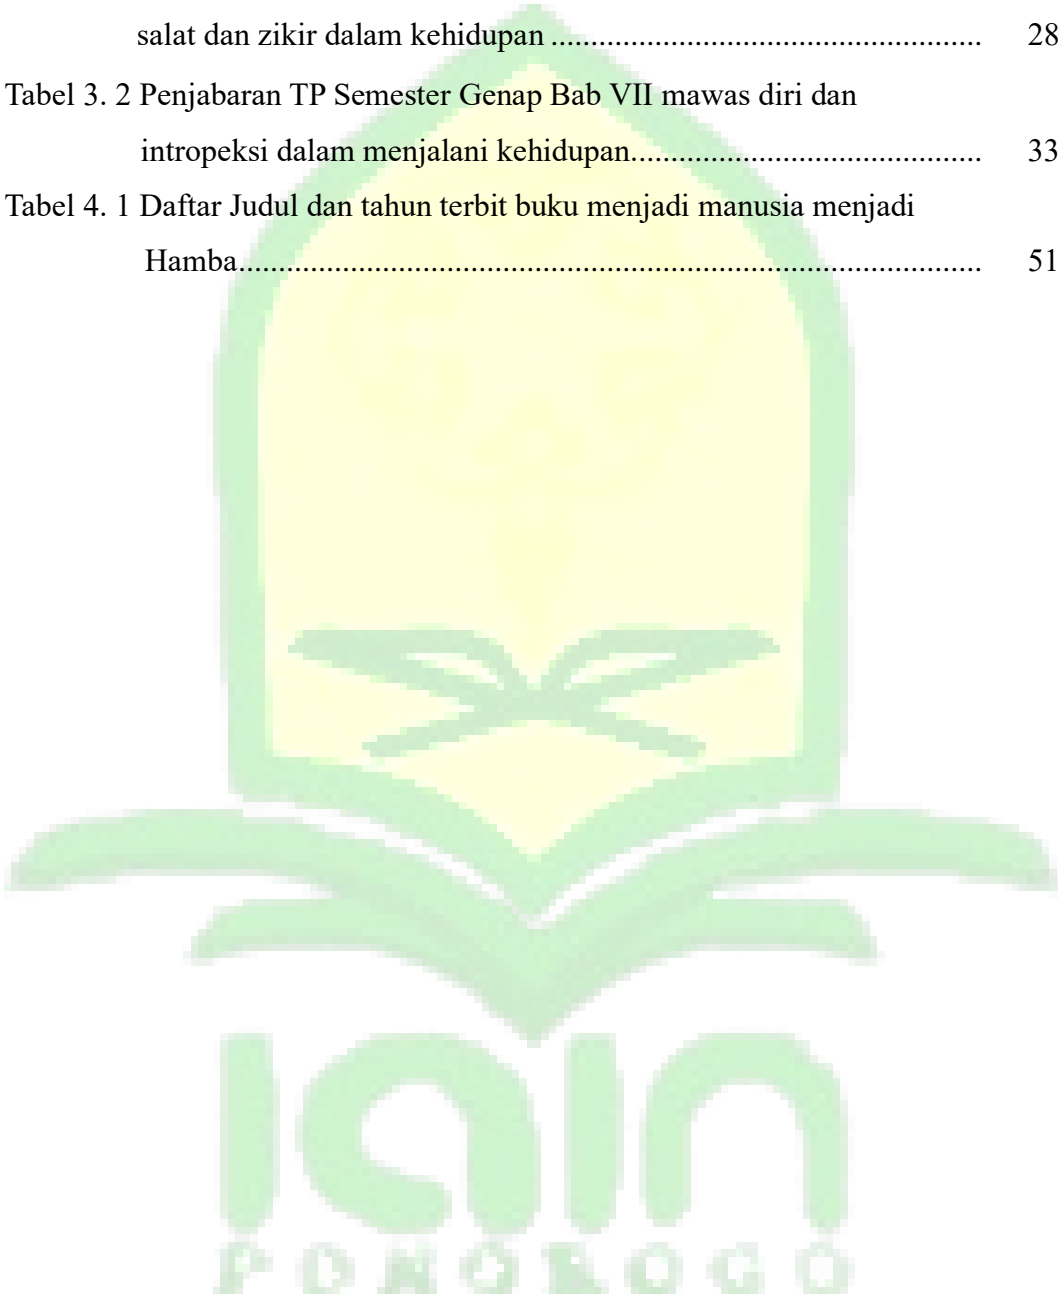 salat dan zikir dalam kehidupan ..................................................... 28
Tabel 3. 2 Penjabaran TP Semester Genap Bab VII mawas diri dan
intropeksi dalam menjalani kehidupan........................................... 33
Tabel 4. 1 Daftar Judul dan tahun terbit buku menjadi manusia menjadi
Hamba............................................................................................ 51
iain
PONOROGO